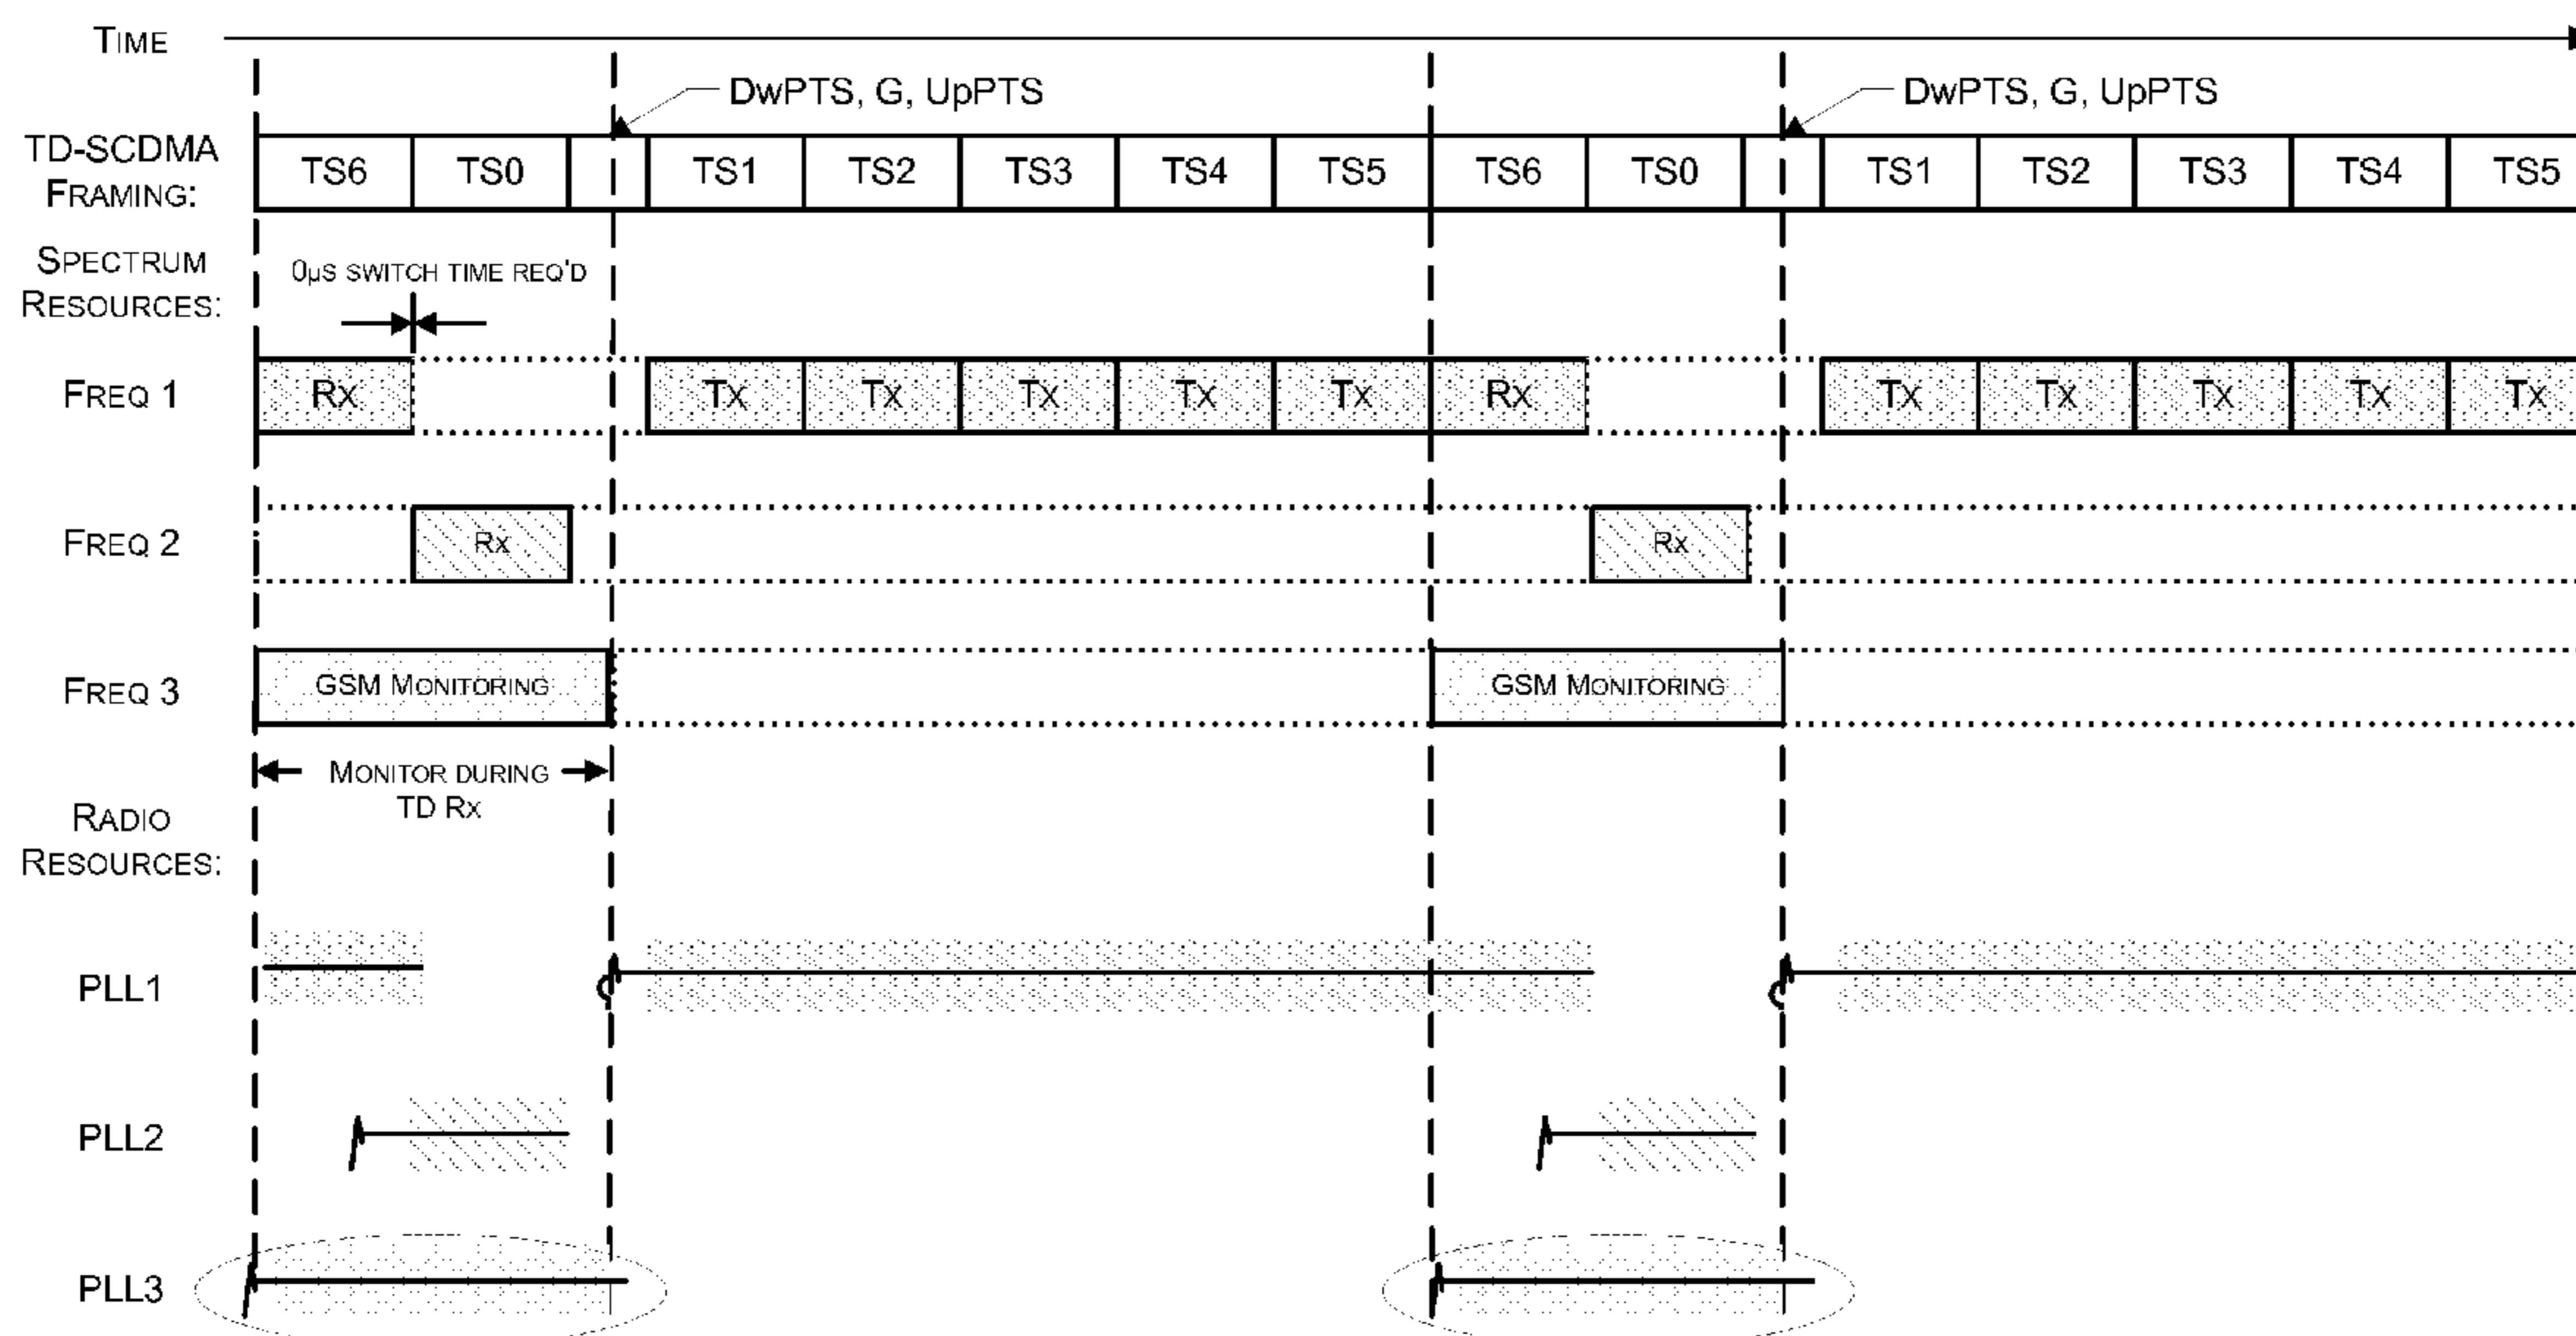 TIME
DwPTS, G, UpPTS
DwPTS, G, UpPTS
TD-SCDMA
FRAMING:
TS6 TS0 TS1 TS2 TS3 TS4 TS5 TS6 TS0 TS1 TS2 TS3 TS4 TS5
SPECTRUM
RESOURCES:
0µS SWITCH TIME REQ'D
FREQ 1
RX TX TX TX TX TX RX TX TX TX TX TX
FREQ 2
RX RX
FREQ 3
GSM MONITORING GSM MONITORING
MONITOR DURING
TD RX
RADIO
RESOURCES:
PLL1
PLL2
PLL3